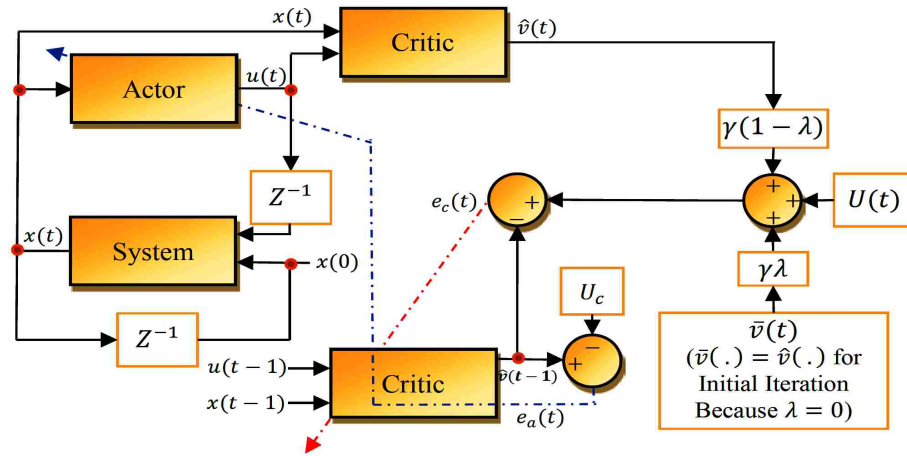 x(t)
Critic
v̂(t)
Actor
u(t)
γ(1 − λ)
Z⁻¹
e_c(t)
+
−
+
+
+
U(t)
x(t)
System
x(0)
γλ
U_c
Z⁻¹
v̄(t)
(v̄(.) = v̂(.) for
Initial Iteration
Because λ = 0)
−
+
u(t − 1)
Critic
v̂(t−1)
x(t − 1)
e_a(t)